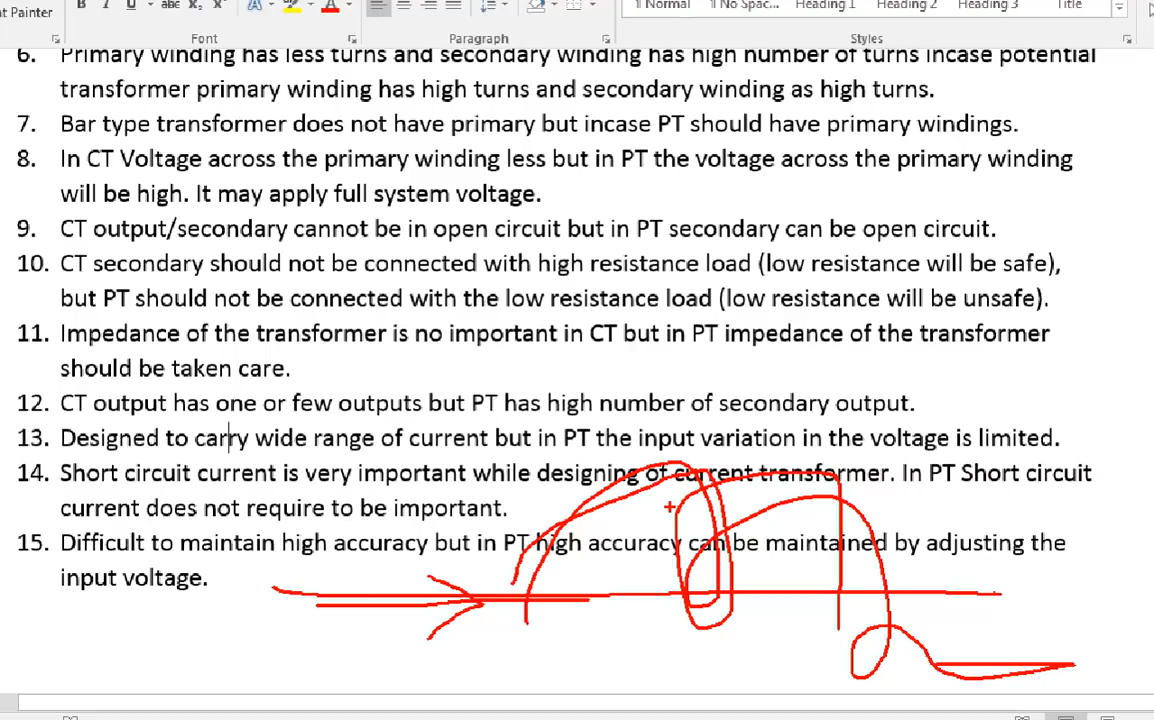 t Painter
B I U abc X₂ X² A A
Font Paragraph Styles
¶ Normal ¶ No Spac... Heading 1 Heading 2 Heading 3 Title
6. Primary winding has less turns and secondary winding has high number of turns incase potential
transformer primary winding has high turns and secondary winding as high turns.
7. Bar type transformer does not have primary but incase PT should have primary windings.
8. In CT Voltage across the primary winding less but in PT the voltage across the primary winding
will be high. It may apply full system voltage.
9. CT output/secondary cannot be in open circuit but in PT secondary can be open circuit.
10. CT secondary should not be connected with high resistance load (low resistance will be safe),
but PT should not be connected with the low resistance load (low resistance will be unsafe).
11. Impedance of the transformer is no important in CT but in PT impedance of the transformer
should be taken care.
12. CT output has one or few outputs but PT has high number of secondary output.
13. Designed to carry wide range of current but in PT the input variation in the voltage is limited.
14. Short circuit current is very important while designing of current transformer. In PT Short circuit
current does not require to be important.
15. Difficult to maintain high accuracy but in PT high accuracy can be maintained by adjusting the
input voltage.